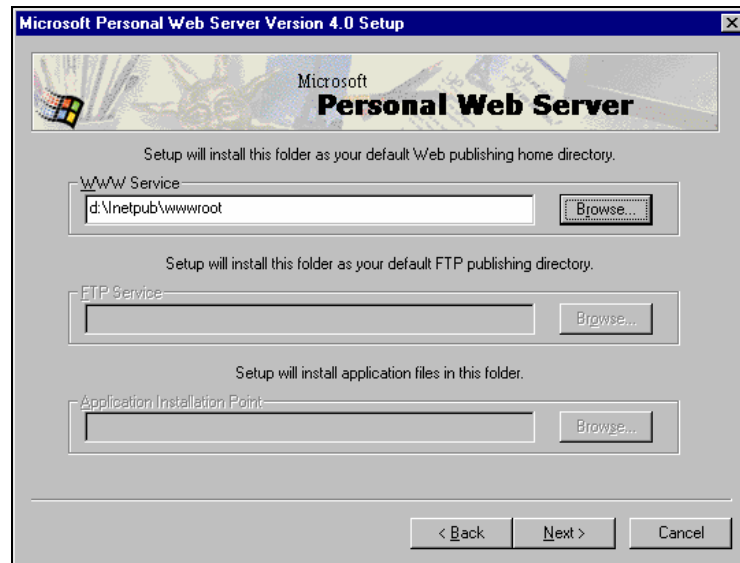 Microsoft Personal Web Server Version 4.0 Setup
Microsoft
Personal Web Server
Setup will install this folder as your default Web publishing home directory.
WWW Service
d:\Inetpub\wwwroot
Browse...
Setup will install this folder as your default FTP publishing directory.
FTP Service
Browse...
Setup will install application files in this folder.
Application Installation Point
Browse...
< Back
Next >
Cancel